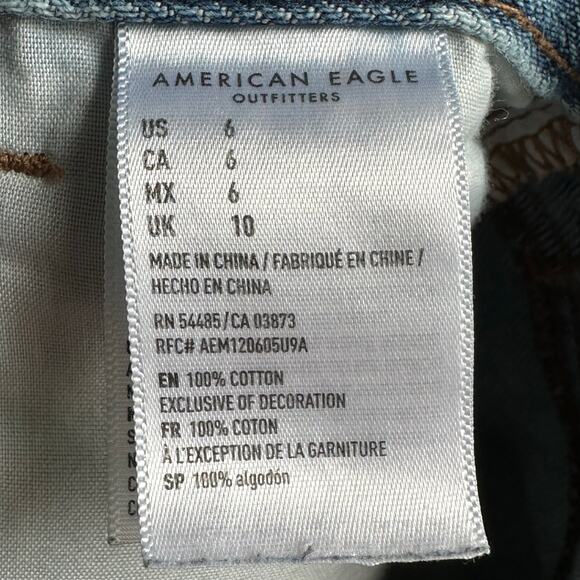 AMERICAN EAGLE
OUTFITTERS
US 6
CA 6
MX 6
UK 10
MADE IN CHINA / FABRIQUÉ EN CHINE /
HECHO EN CHINA
RN 54485/CA 03873
RFC# AEM120605U9A
EN 100% COTTON
EXCLUSIVE OF DECORATION
FR 100% COTON
À L'EXCEPTION DE LA GARNITURE
SP 100% algodón